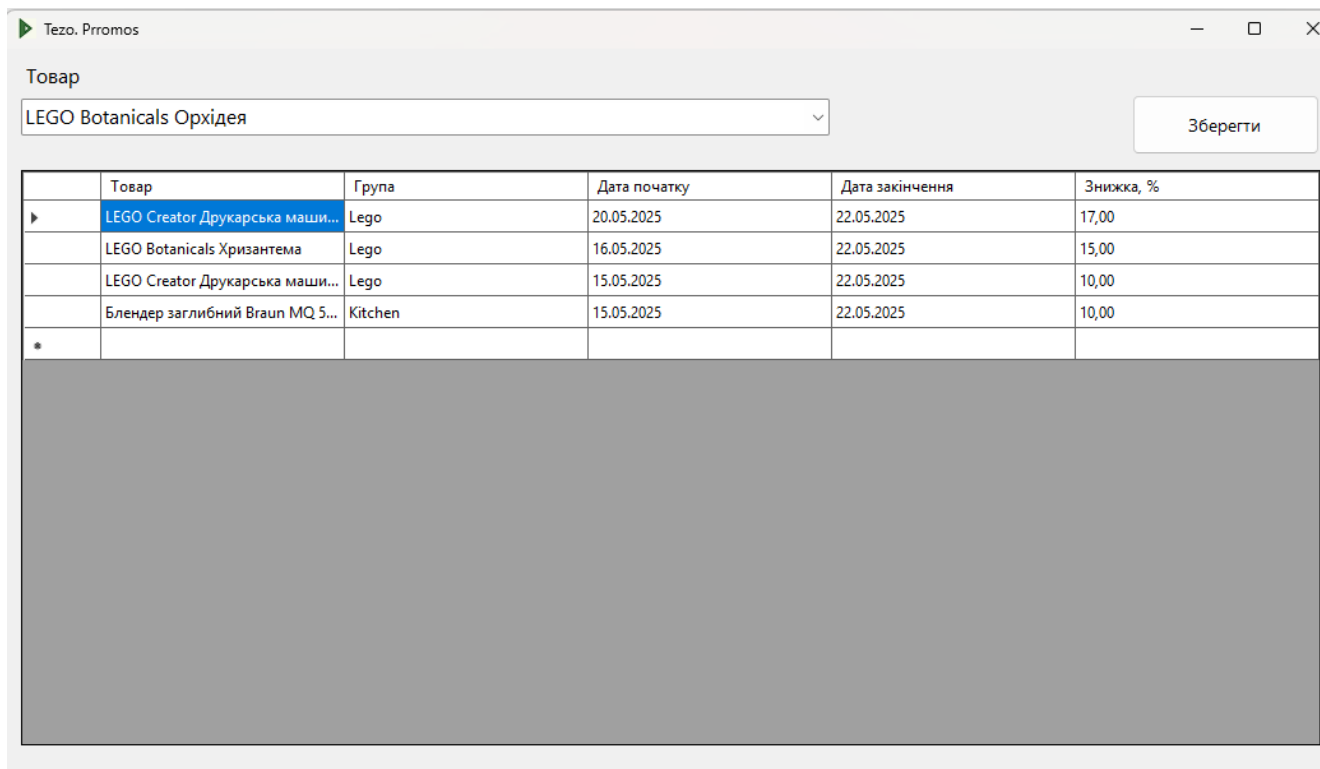 Tezo. Prromos
Товар
LEGO Botanicals Орхідея
Зберегти
Товар Група Дата початку Дата закінчення Знижка, %
LEGO Creator Друкарська маши... Lego 20.05.2025 22.05.2025 17,00
LEGO Botanicals Хризантема Lego 16.05.2025 22.05.2025 15,00
LEGO Creator Друкарська маши... Lego 15.05.2025 22.05.2025 10,00
Блендер заглибний Braun MQ 5... Kitchen 15.05.2025 22.05.2025 10,00